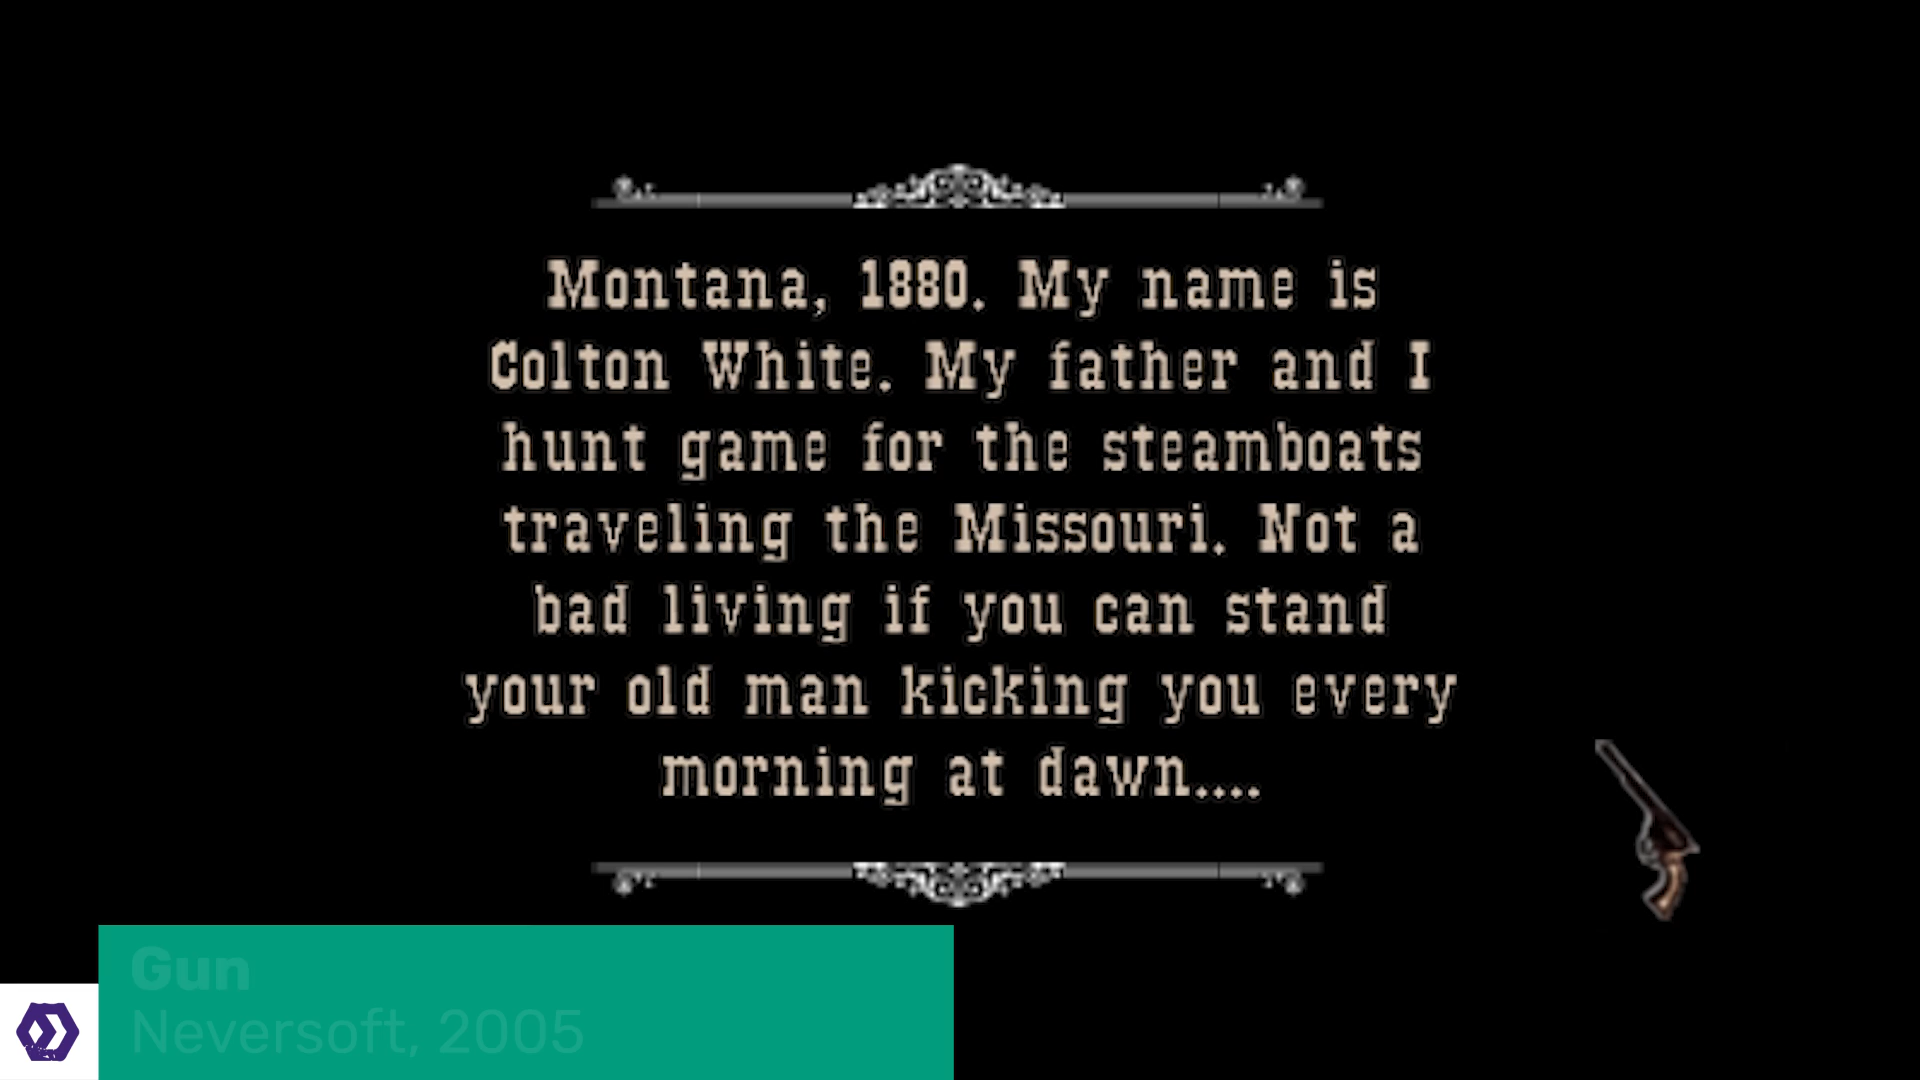 Montana, 1880. My name is
Colton White. My father and I
hunt game for the steamboats
traveling the Missouri. Not a
bad living if you can stand
your old man kicking you every
morning at dawn....
Gun
Neversoft, 2005